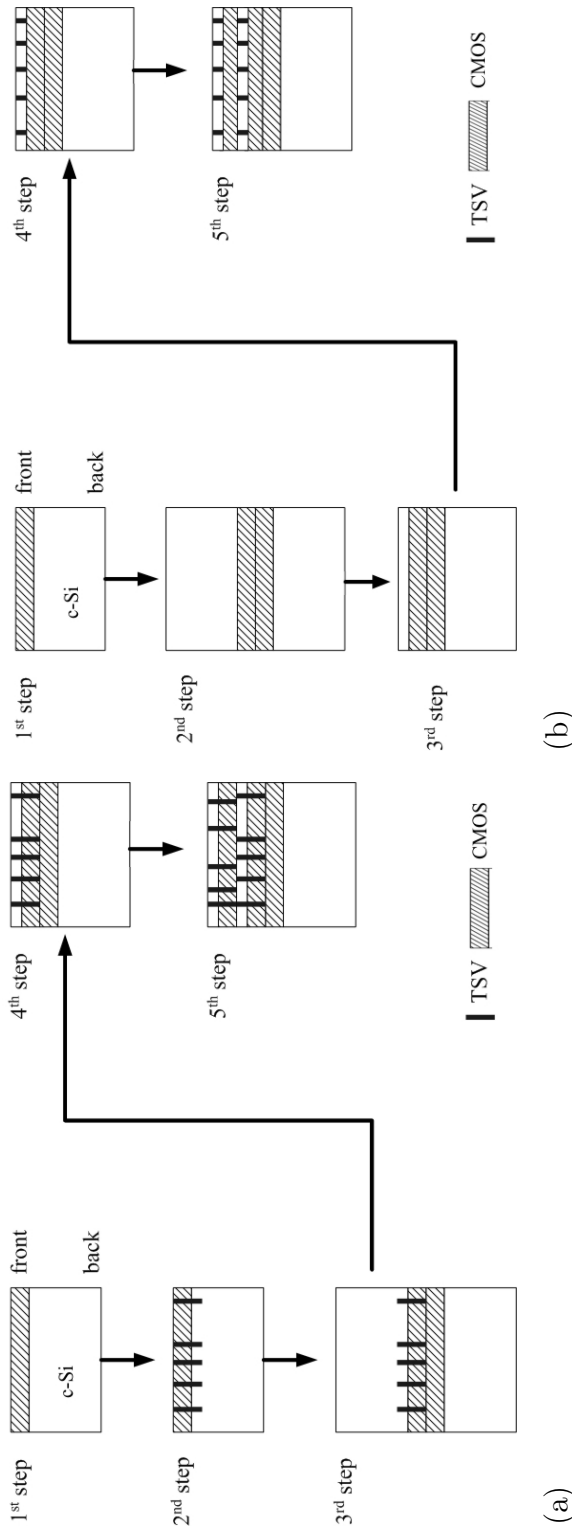 1st step
front
c-Si
back
2nd step
3rd step
4th step
5th step
TSV
CMOS
(a)
1st step
front
c-Si
back
2nd step
3rd step
4th step
5th step
TSV
CMOS
(b)